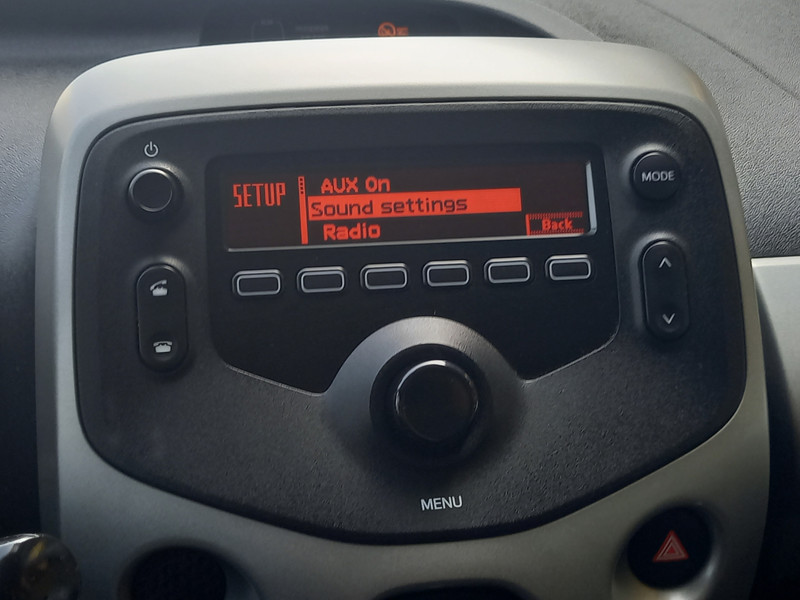 SETUP
AUX On
Sound settings
Radio
Back
MODE
MENU